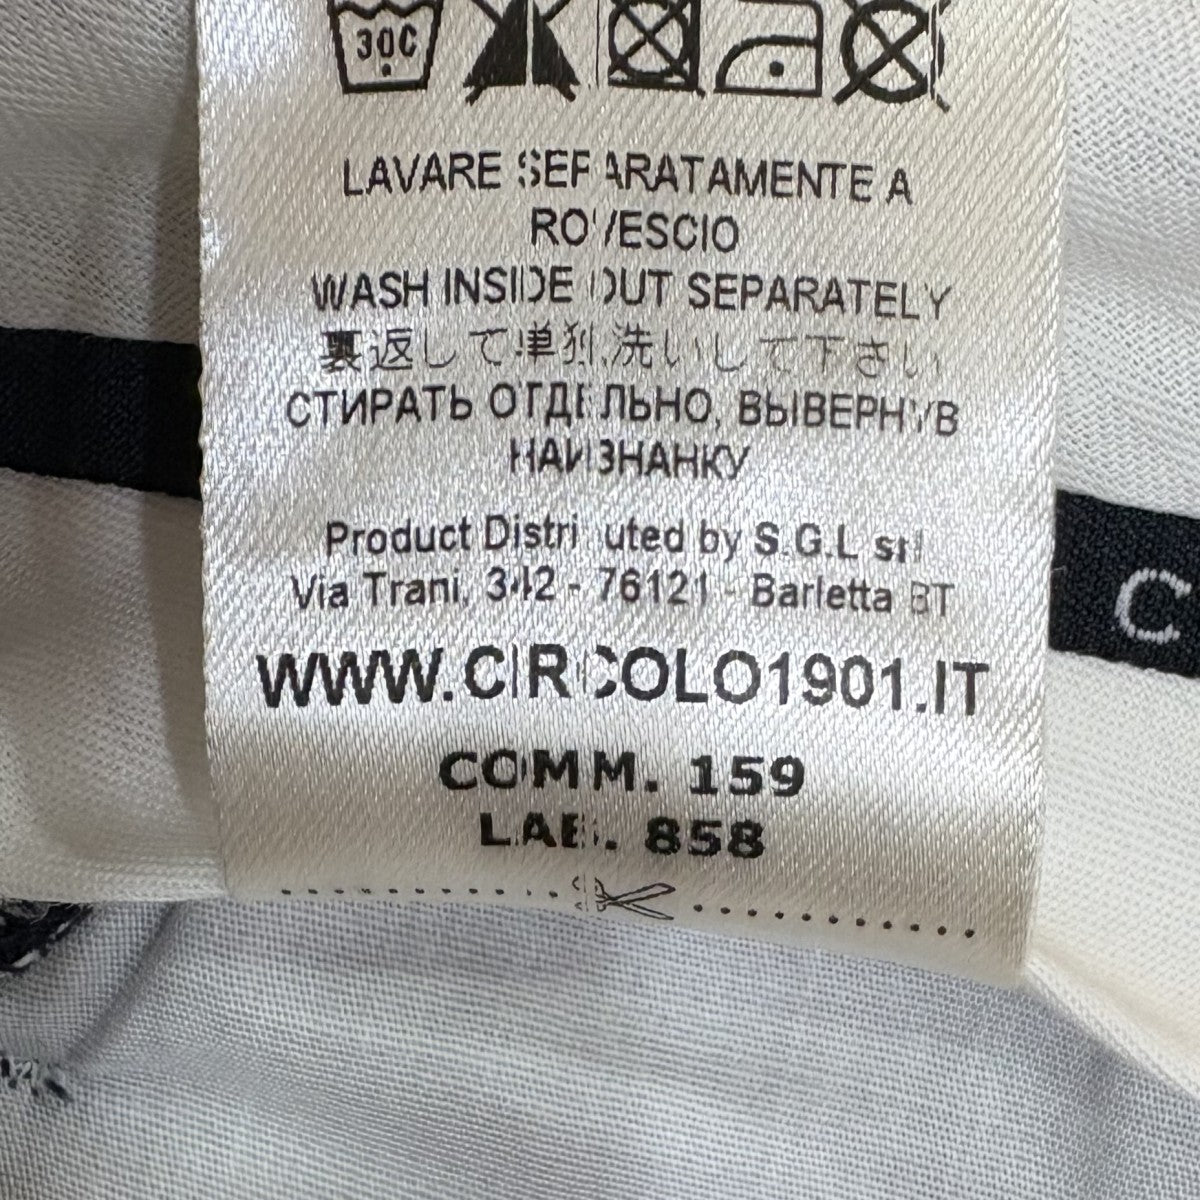 30C
LAVARE SEPARATAMENTE A
ROVESCIO
WASH INSIDE OUT SEPARATELY
裏返して単独洗いして下さい
СТИРАТЬ ОТДЕЛЬНО, ВЫВЕРНУВ
НАИЗНАНКУ
Product Distributed by S.G.L srl
Via Trani, 342 - 76121 - Barletta BT
WWW.CIRCOLO1901.IT
COMM. 159
LAB. 858
C